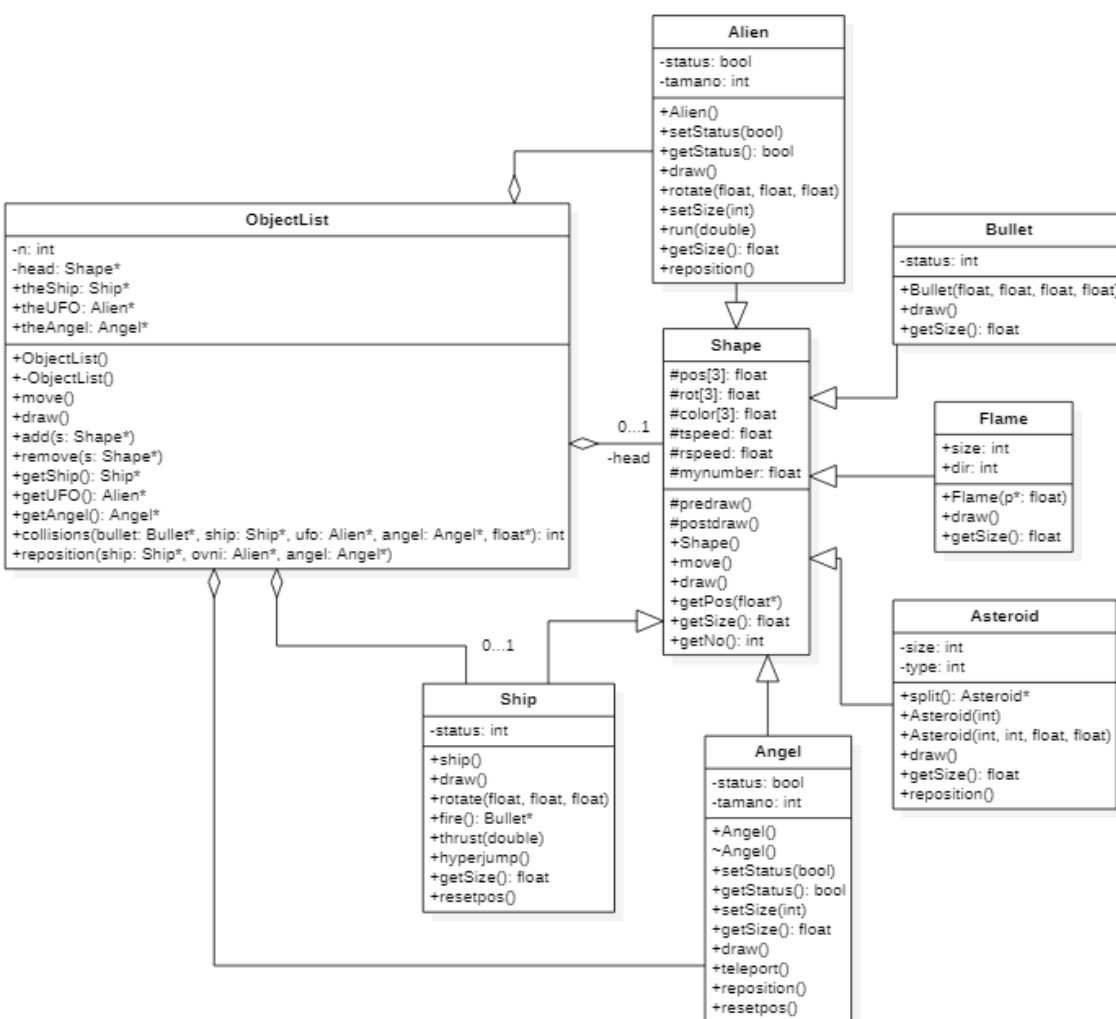 Alien
-status: bool
-tamano: int
+Alien()
+setStatus(bool)
+getStatus(): bool
+draw()
+rotate(float, float, float)
+setSize(int)
+run(double)
+getSize(): float
+reposition()
ObjectList
-n: int
-head: Shape*
+theShip: Ship*
+theUFO: Alien*
+theAngel: Angel*
+ObjectList()
+-ObjectList()
+move()
+draw()
+add(s: Shape*)
+remove(s: Shape*)
+getShip(): Ship*
+getUFO(): Alien*
+getAngel(): Angel*
+collisions(bullet: Bullet*, ship: Ship*, ufo: Alien*, angel: Angel*, float*): int
+reposition(ship: Ship*, ovni: Alien*, angel: Angel*)
0...1
-head
Bullet
-status: int
+Bullet(float, float, float, float)
+draw()
+getSize(): float
Shape
#pos[3]: float
#rot[3]: float
#color[3]: float
#tspeed: float
#rspeed: float
#mynumber: float
#predraw()
#postdraw()
+Shape()
+move()
+draw()
+getPos(float*)
+getSize(): float
+getNo(): int
Flame
+size: int
+dir: int
+Flame(p*: float)
+draw()
+getSize(): float
Asteroid
-size: int
-type: int
+split(): Asteroid*
+Asteroid(int)
+Asteroid(int, int, float, float)
+draw()
+getSize(): float
+reposition()
0...1
Ship
-status: int
+ship()
+draw()
+rotate(float, float, float)
+fire(): Bullet*
+thrust(double)
+hyperjump()
+getSize(): float
+resetpos()
Angel
-status: bool
-tamano: int
+Angel()
~Angel()
+setStatus(bool)
+getStatus(): bool
+setSize(int)
+getSize(): float
+draw()
+teleport()
+reposition()
+resetpos()